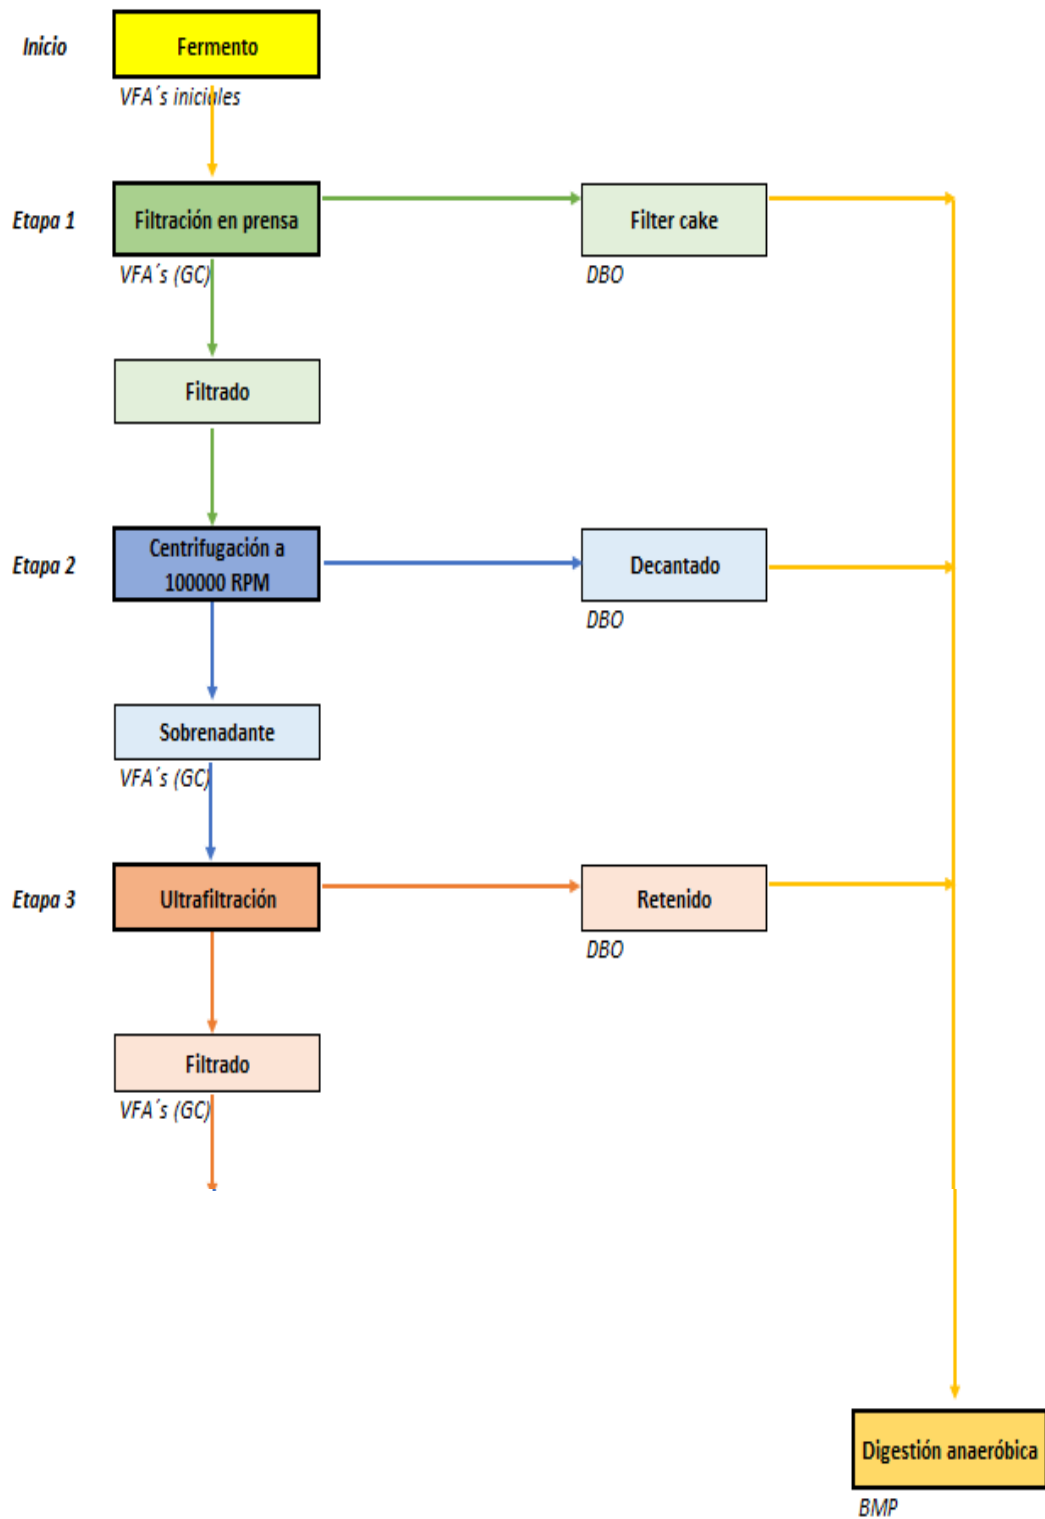 Inicio
Fermento
VFA´s iniciales
Etapa 1
Filtración en prensa
Filter cake
VFA´s (GC)
DBO
Filtrado
Etapa 2
Centrifugación a
100000 RPM
Decantado
DBO
Sobrenadante
VFA´s (GC)
Etapa 3
Ultrafiltración
Retenido
DBO
Filtrado
VFA´s (GC)
Digestión anaeróbica
BMP